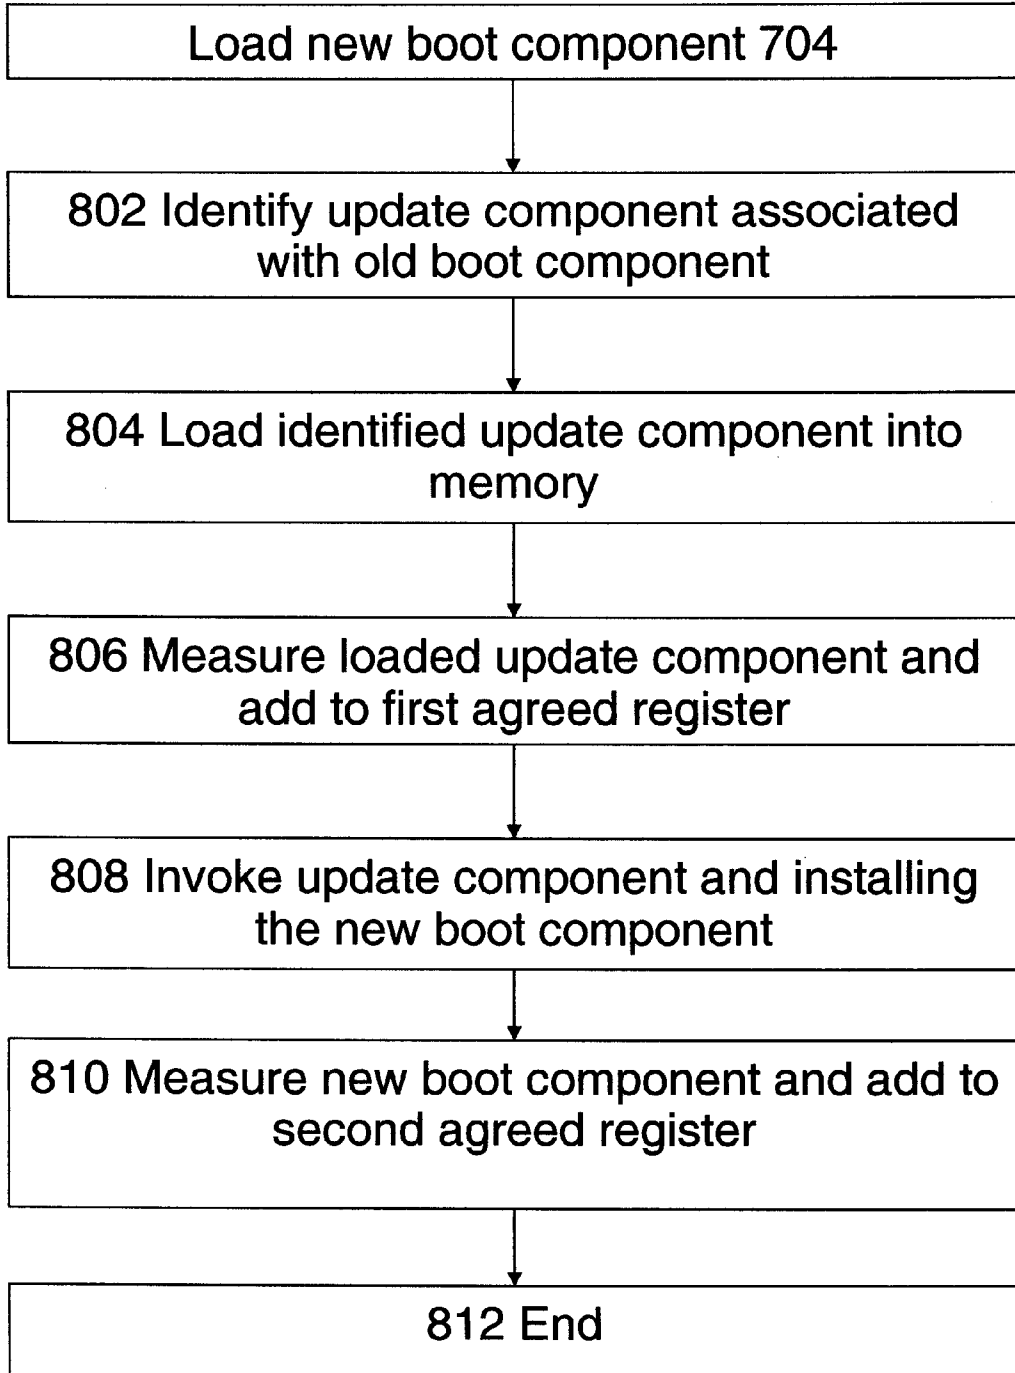 Load new boot component 704
802 Identify update component associated
with old boot component
804 Load identified update component into
memory
806 Measure loaded update component and
add to first agreed register
808 Invoke update component and installing
the new boot component
810 Measure new boot component and add to
second agreed register
812 End